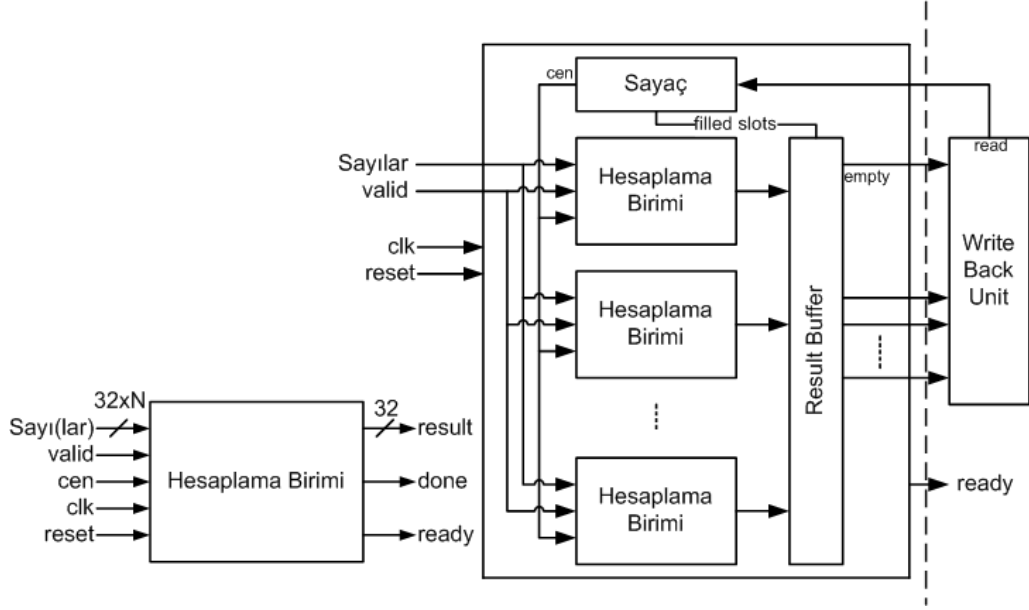 cen
Sayaç
filled slots
read
Sayılar
valid
clk
reset
Hesaplama
Birimi
empty
Write
Back
Unit
Hesaplama
Birimi
Result Buffer
Hesaplama
Birimi
ready
32xN
Sayı(lar)
valid
cen
clk
reset
Hesaplama Birimi
32
result
done
ready